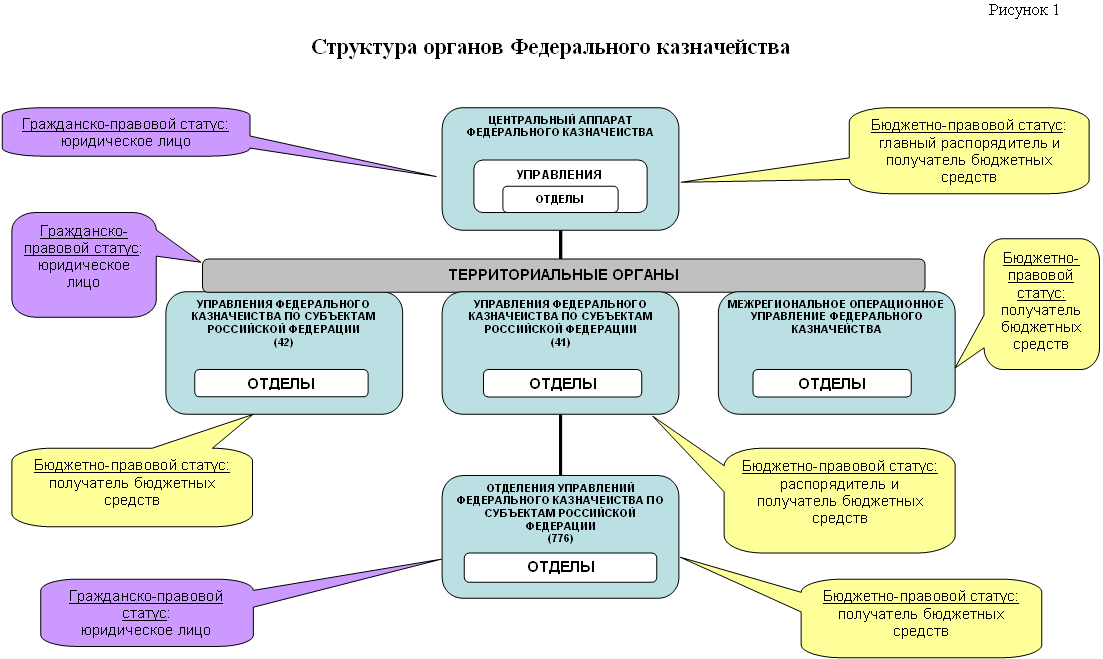 Рисунок 1
Структура органов Федерального казначейства
Гражданско-правовой статус:
юридическое лицо
ЦЕНТРАЛЬНЫЙ АППАРАТ
ФЕДЕРАЛЬНОГО КАЗНАЧЕИСТВА
УПРАВЛЕНИЯ
ОТДЕЛЫ
Бюджетно-правовой статус:
главный распорядитель и
получатель бюджетных
средств
Гражданско-
правовой статус:
юридическое
лицо
ТЕРРИТОРИАЛЬНЫЕ ОРГАНЫ
Бюджетно-
правовой
статус:
получатель
бюджетных
средств
УПРАВЛЕНИЯ ФЕДЕРАЛЬНОГО
КАЗНАЧЕИСТВА ПО СУБЪЕКТАМ
РОССИЙСКОЙ ФЕДЕРАЦИИ
(42)
ОТДЕЛЫ
УПРАВЛЕНИЯ ФЕДЕРАЛЬНОГО
КАЗНАЧЕИСТВА ПО СУБЪЕКТАМ
РОССИЙСКОЙ ФЕДЕРАЦИИ
(41)
ОТДЕЛЫ
МЕЖРЕГИОНАЛЬНОЕ ОПЕРАЦИОННОЕ
УПРАВЛЕНИЕ ФЕДЕРАЛЬНОГО
КАЗНАЧЕЙСТВА
ОТДЕЛЫ
Бюджетно-правовой статус:
получатель бюджетных
средств
ОТДЕЛЕНИЯ УПРАВЛЕНИЙ
ФЕДЕРАЛЬНОГО КАЗНАЧЕИСТВА ПО
СУБЪЕКТАМ РОССИЙСКОЙ
ФЕДЕРАЦИИ
(776)
ОТДЕЛЫ
Бюджетно-правовой статус:
распорядитель и
получатель бюджетных
средств
Гражданско-правовой
статус:
юридическое лицо
Бюджетно-правовой статус:
получатель бюджетных
средств